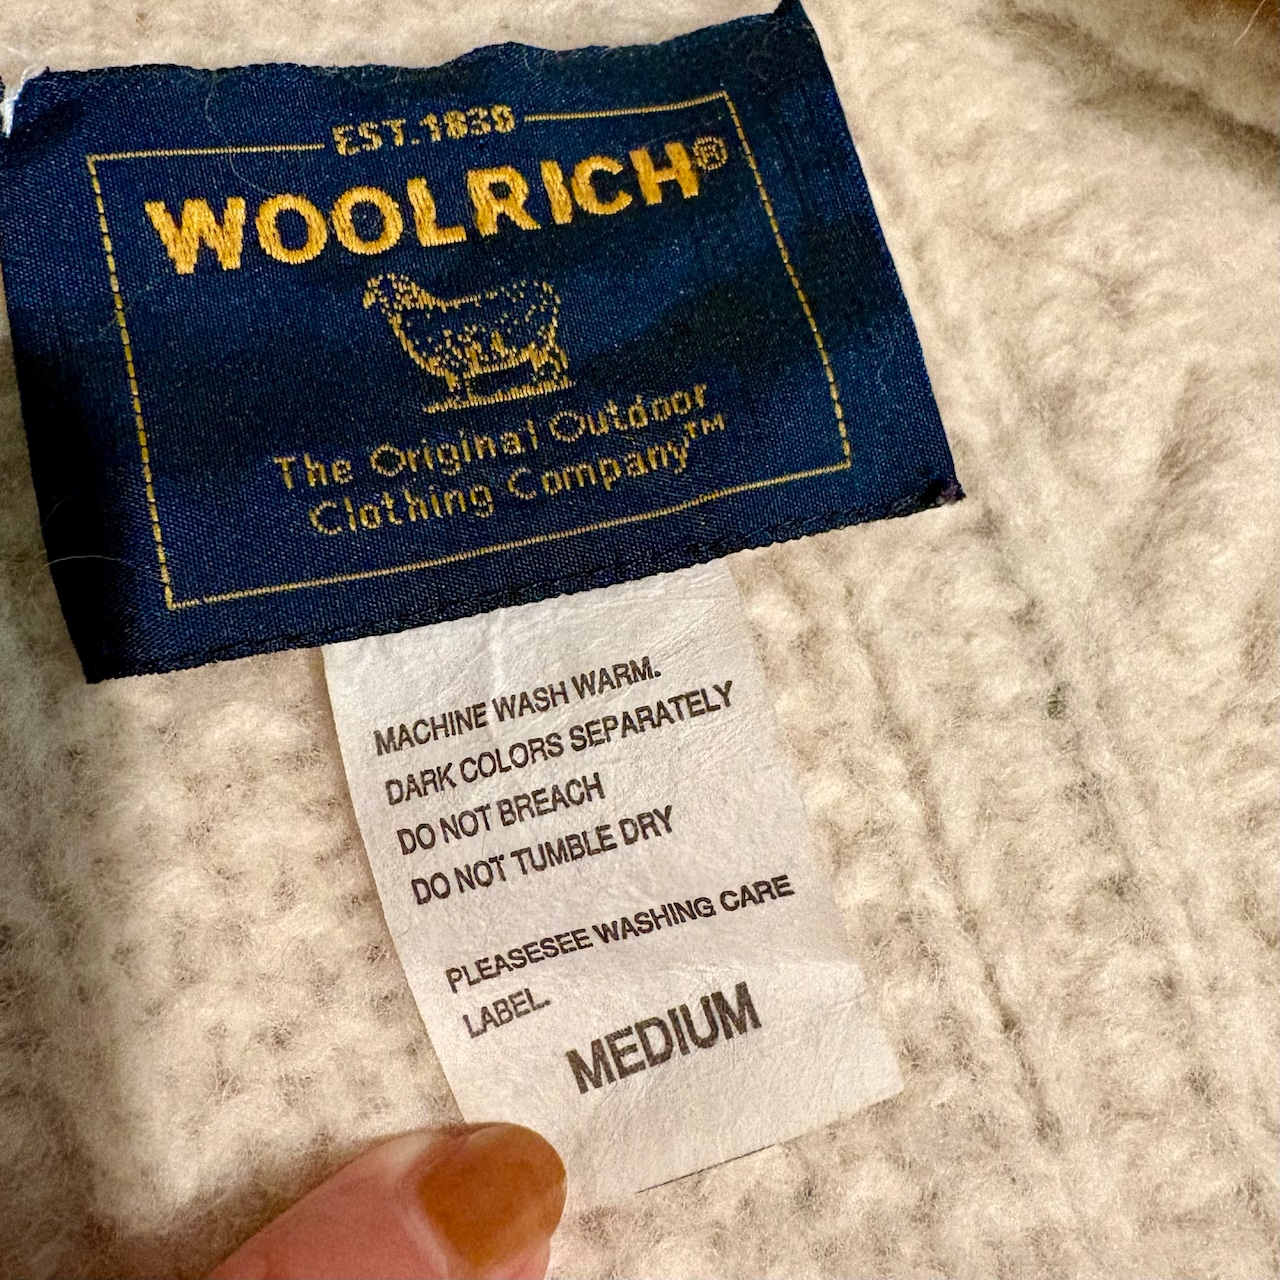 EST.1830
WOOLRICH®
The Original Outdoor
Clothing Company™
MACHINE WASH WARM.
DARK COLORS SEPARATELY
DO NOT BREACH
DO NOT TUMBLE DRY
PLEASESEE WASHING CARE
LABEL.
MEDIUM